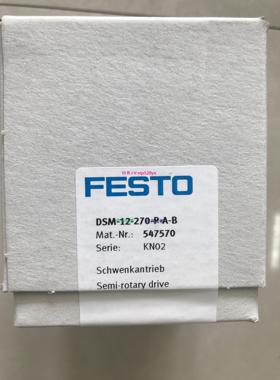 FESTO
DSM-12-270-P-A-B
Mat.-Nr.: 547570
Serie: KN02
Schwenkantrieb
Semi-rotary drive